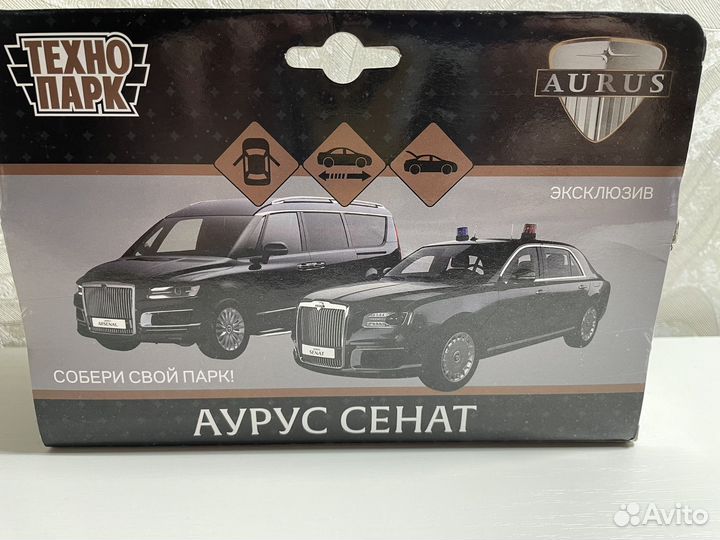 ТЕХНО
ПАРК
AURUS
ЭКСКЛЮЗИВ
ARSENAL
SENAT
СОБЕРИ СВОЙ ПАРК!
АУРУС СЕНАТ
Avito